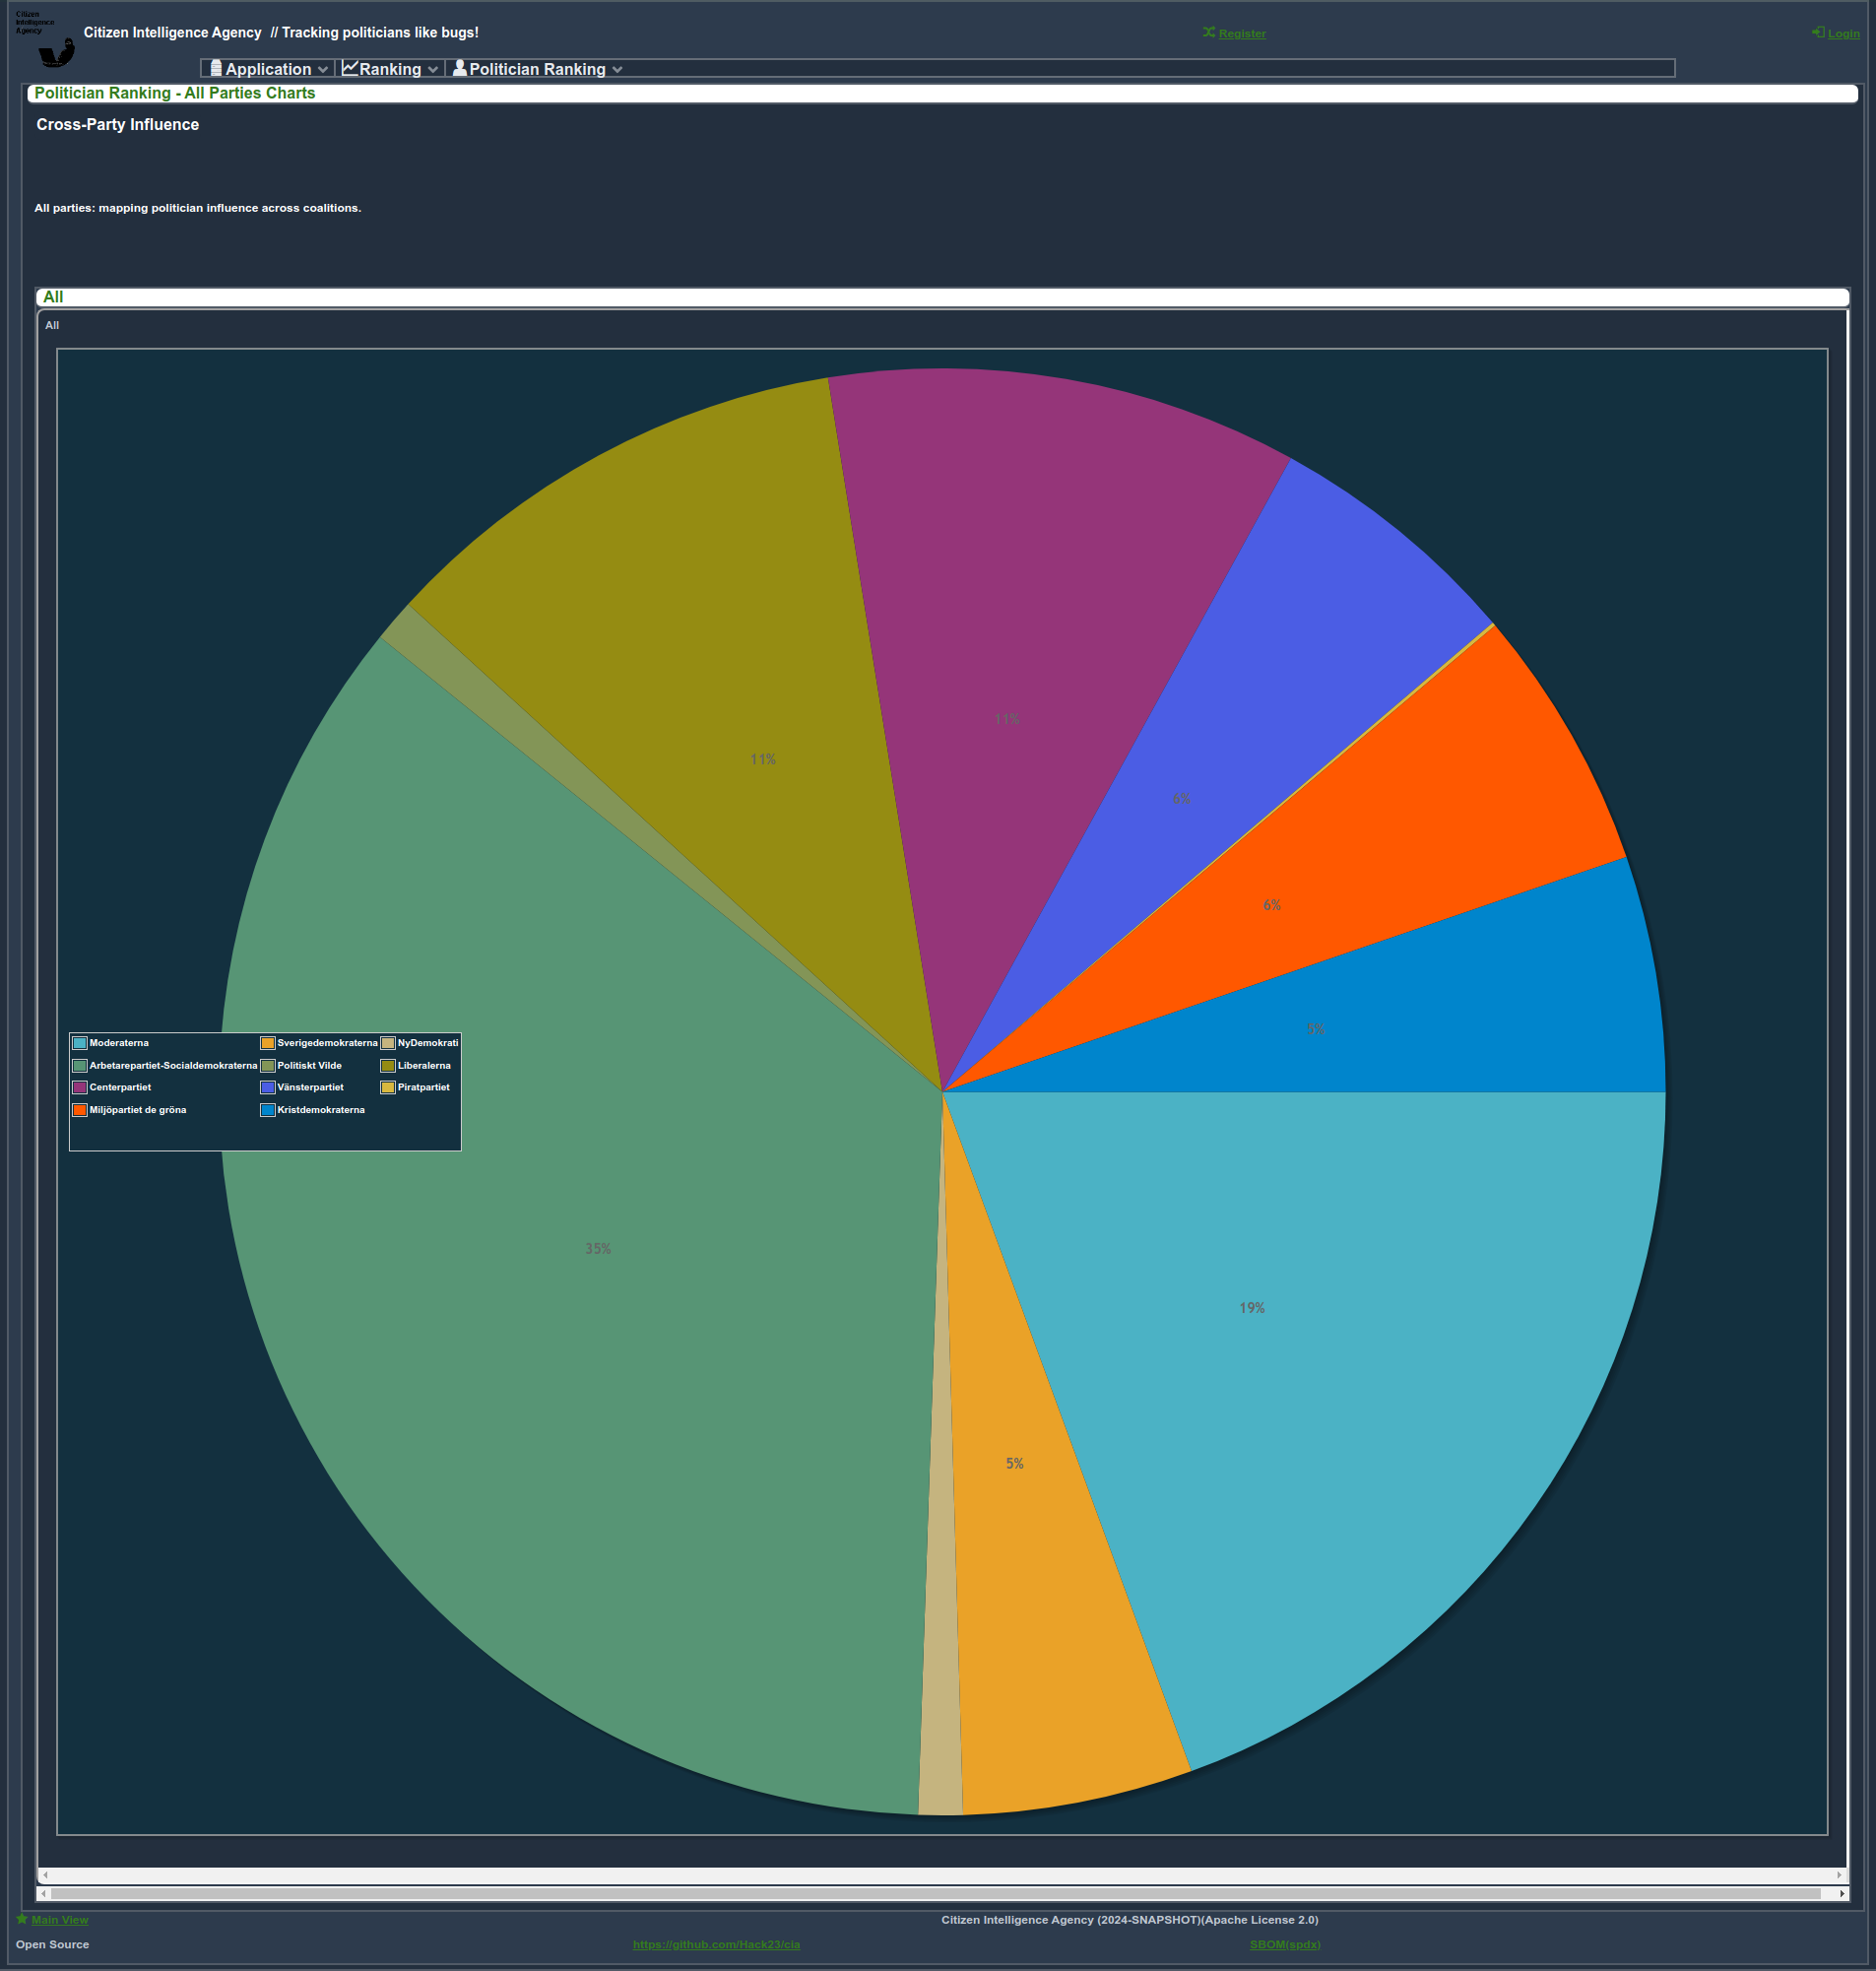 Citizen
Intelligence
Agency
Citizen Intelligence Agency // Tracking politicians like bugs!
Register
Login
Application
Ranking
Politician Ranking
Politician Ranking - All Parties Charts
Cross-Party Influence
All parties: mapping politician influence across coalitions.
All
All
11%
11%
6%
6%
5%
Moderaterna
Sverigedemokraterna
NyDemokrati
Arbetarepartiet-Socialdemokraterna
Politiskt Vilde
Liberalerna
Centerpartiet
Vänsterpartiet
Piratpartiet
Miljöpartiet de gröna
Kristdemokraterna
35%
19%
5%
Main View
Citizen Intelligence Agency (2024-SNAPSHOT)(Apache License 2.0)
Open Source
https://github.com/Hack23/cia
SBOM(spdx)